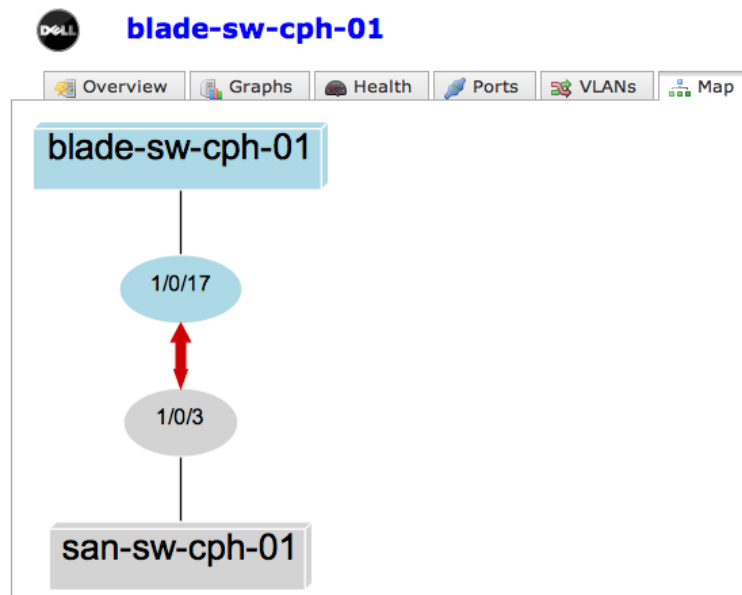 DELL blade-sw-cph-01
Overview Graphs Health Ports VLANs Map
blade-sw-cph-01
1/0/17
1/0/3
san-sw-cph-01